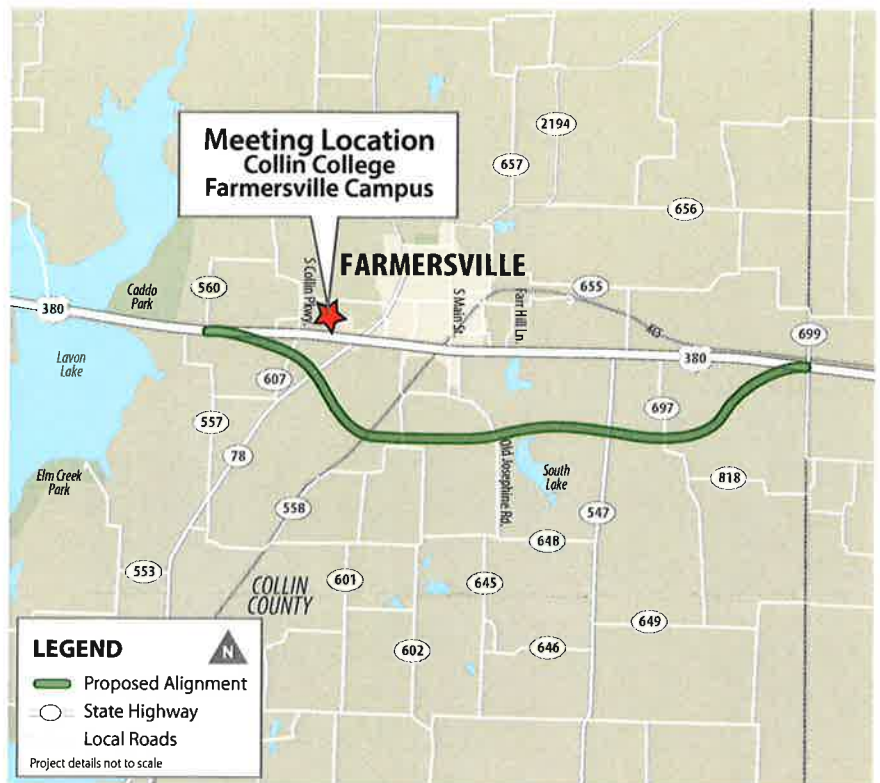 Meeting Location
Collin College
Farmersville Campus
2194
657
656
FARMERSVILLE
S Collin Pkwy.
560
Caddo
Park
380
S Main St.
Farr Hill Ln.
655
699
380
Lavon
Lake
607
697
557
78
Elm Creek
Park
Old Josephine Rd.
South
Lake
818
558
547
648
553
601
645
COLLIN
COUNTY
649
602
646
LEGEND
N
Proposed Alignment
State Highway
Local Roads
Project details not to scale